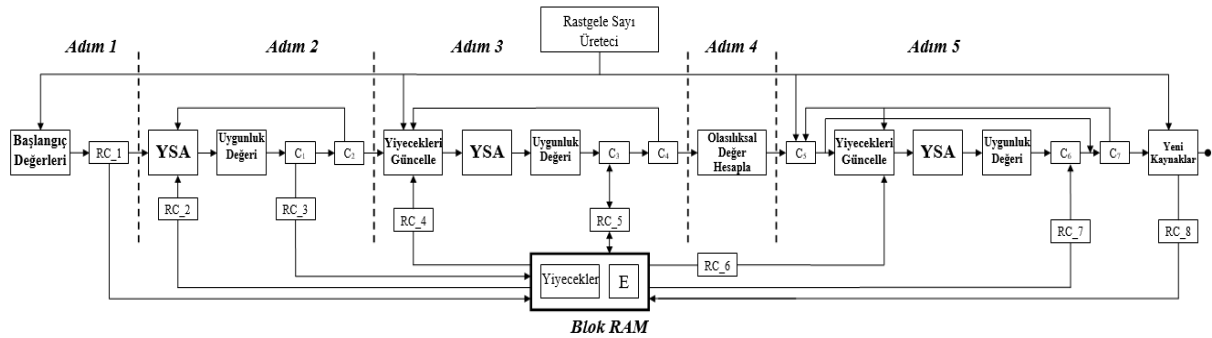 Rastgele Sayı
Üreteci
Adım 1
Adım 2
Adım 3
Adım 4
Adım 5
Başlangıç
Değerleri
RC_1
YSA
Uygunluk
Değeri
C1
C2
Yiyecekleri
Güncelle
YSA
Uygunluk
Değeri
C3
C4
Olasılıksal
Değer
Hesapla
C5
Yiyecekleri
Güncelle
YSA
Uygunluk
Değeri
C6
C7
Yeni
Kaynaklar
RC_2
RC_3
RC_4
RC_5
RC_6
RC_7
RC_8
Yiyecekler
E
Blok RAM